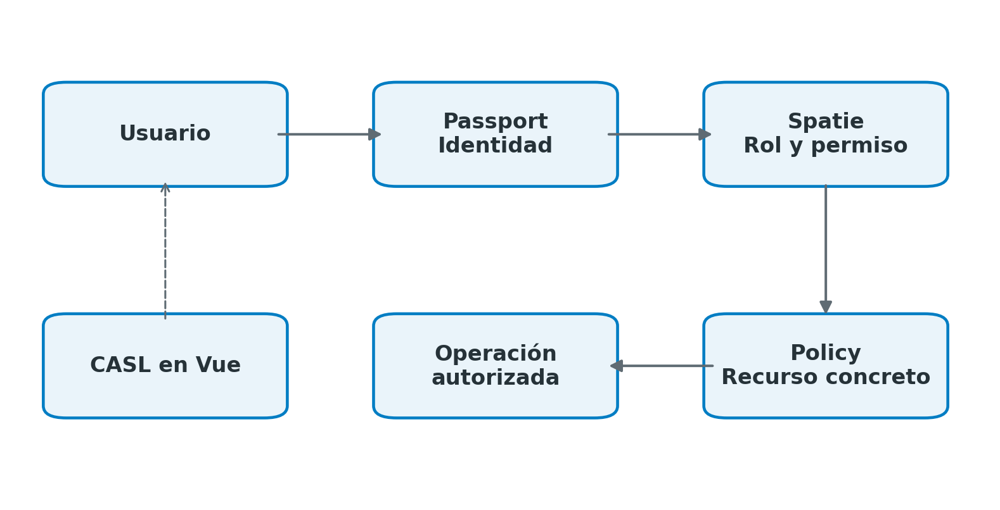 Usuario
Passport
Identidad
Spatie
Rol y permiso
CASL en Vue
Operación
autorizada
Policy
Recurso concreto